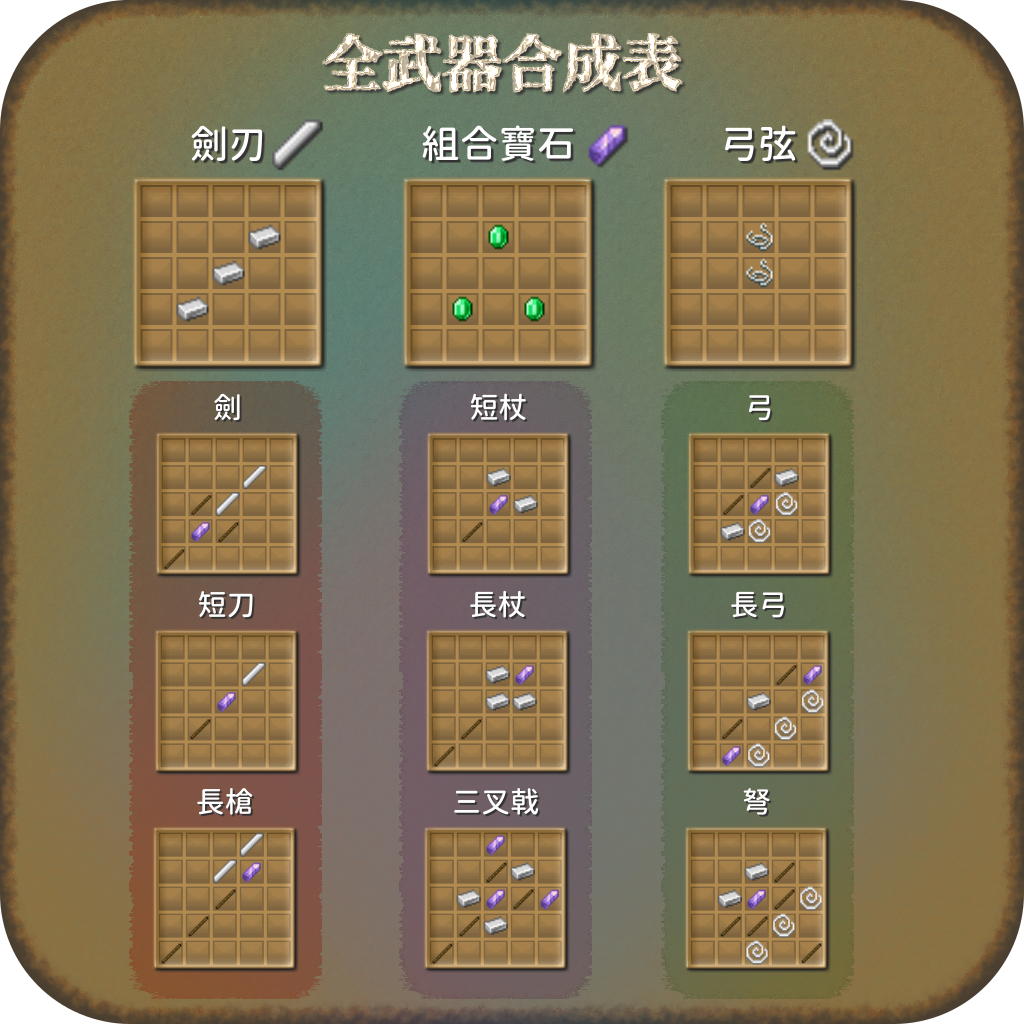 全武器合成表
劍刃 組合寶石 弓弦
劍 短杖 弓
短刀 長杖 長弓
長槍 三叉戟 弩